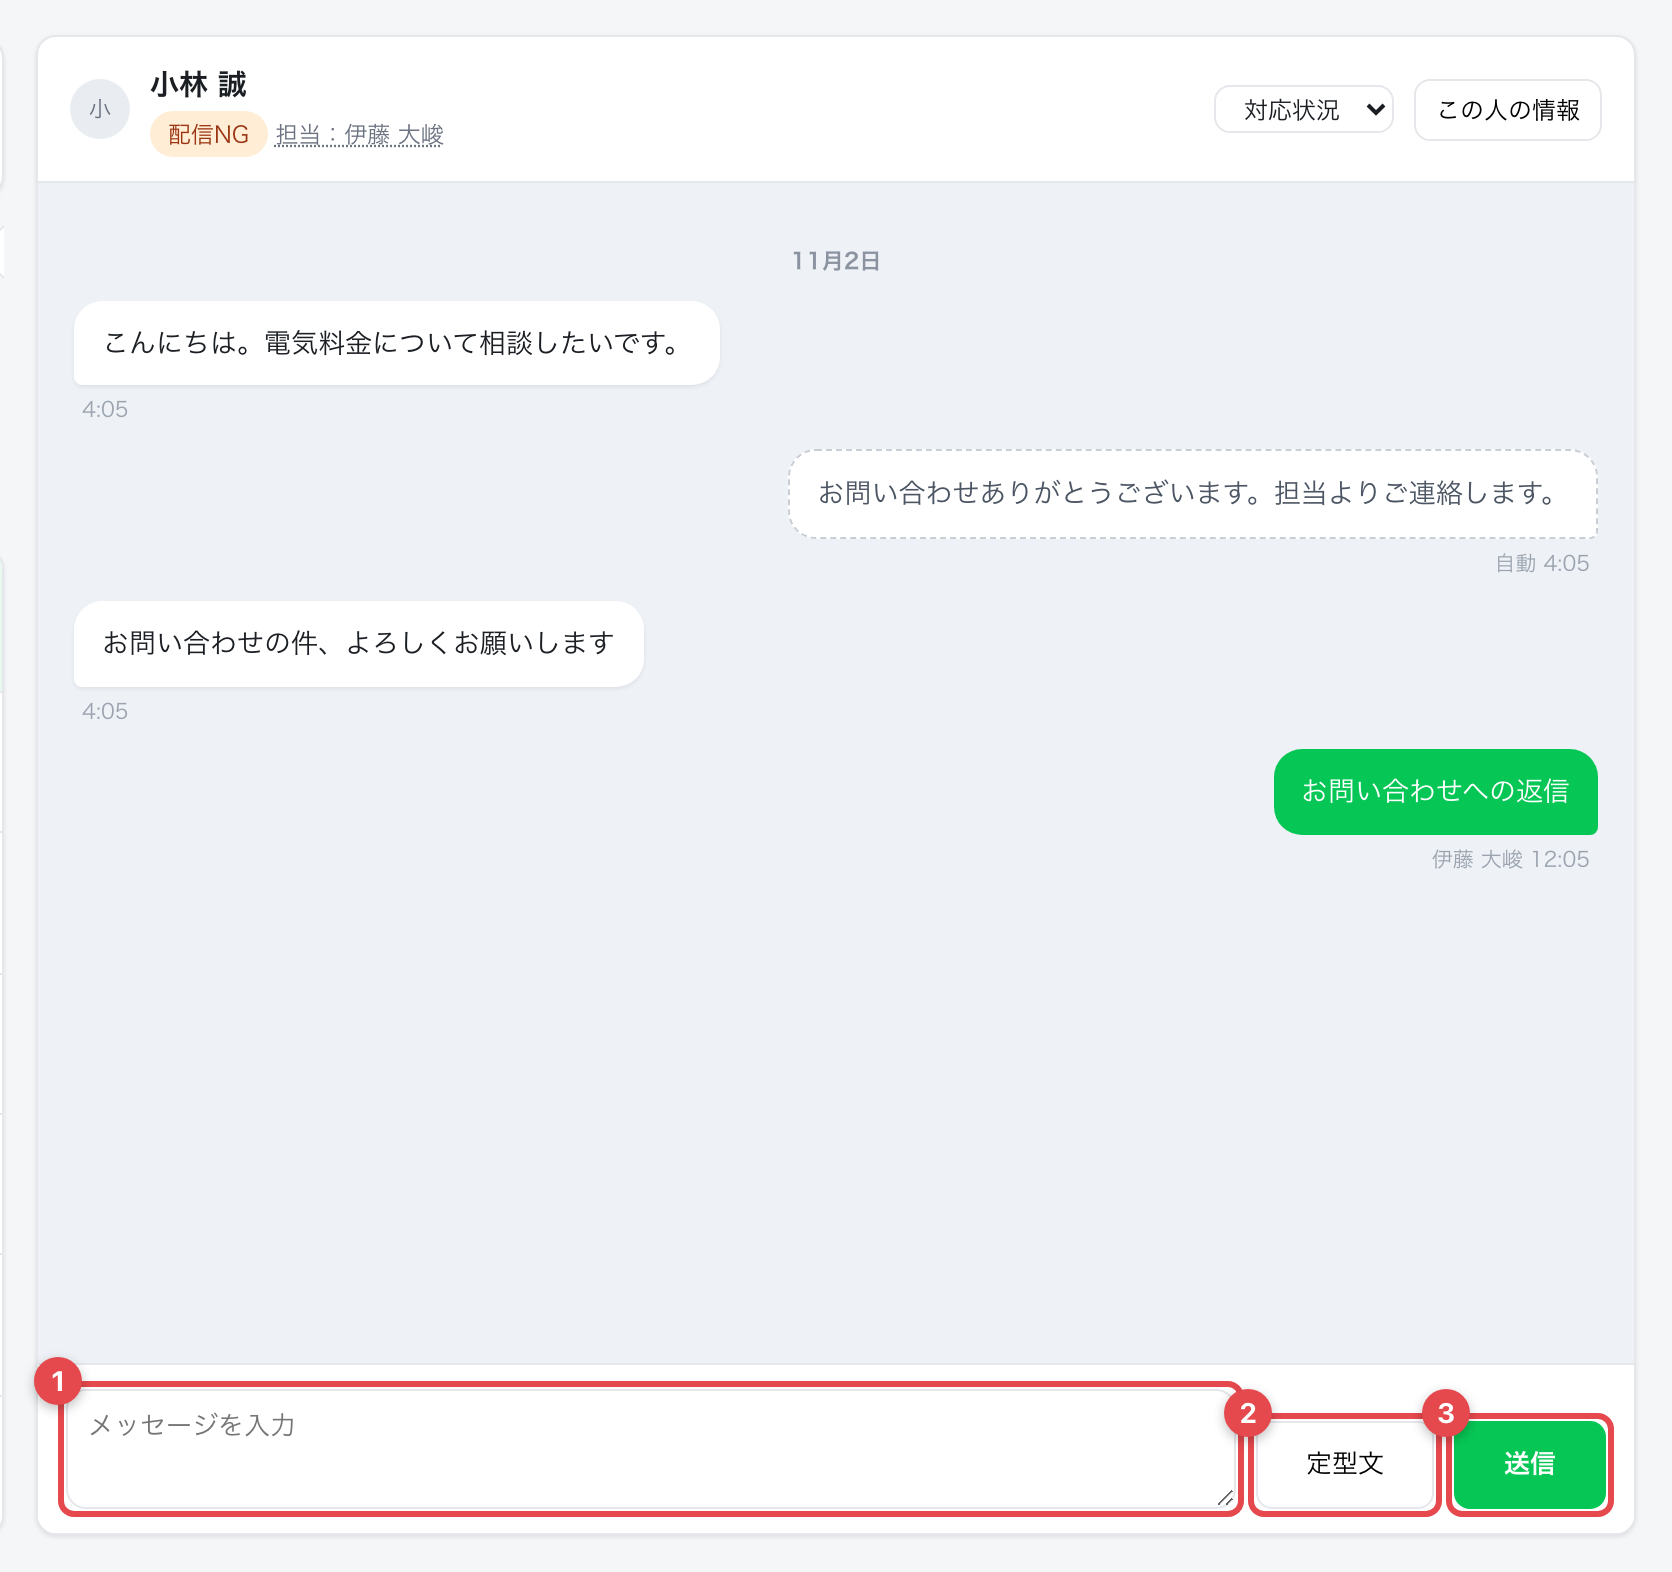 小
小林 誠
配信NG 担当：伊藤 大峻
対応状況
この人の情報
11月2日
こんにちは。電気料金について相談したいです。
4:05
お問い合わせありがとうございます。担当よりご連絡します。
自動 4:05
お問い合わせの件、よろしくお願いします
4:05
お問い合わせへの返信
伊藤 大峻 12:05
1
メッセージを入力
2
定型文
3
送信